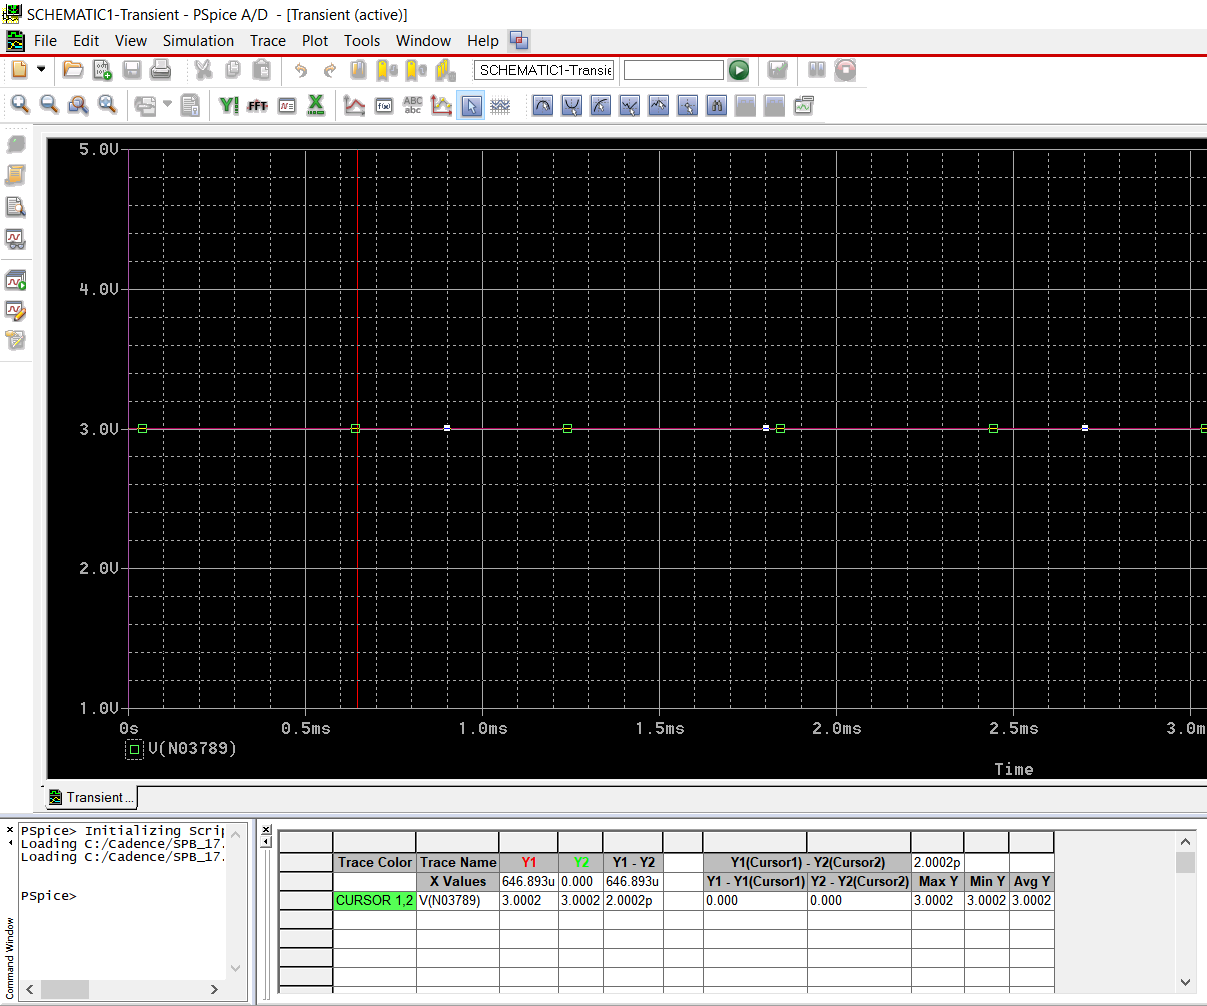 SCHEMATIC1-Transient - PSpice A/D - [Transient (active)]
File Edit View Simulation Trace Plot Tools Window Help
SCHEMATIC1-Transie
FFT
f(x)
ABC
abc
5.0V
4.0V
3.0V
2.0V
1.0V
0s 0.5ms 1.0ms 1.5ms 2.0ms 2.5ms 3.0m
V(N03789)
Time
Transient ...
PSpice> Initializing Scrip
Loading C:/Cadence/SPB_17.
Loading C:/Cadence/SPB_17.
PSpice>
Command Window
Trace Color Trace Name Y1 Y2 Y1 - Y2 Y1(Cursor1) - Y2(Cursor2) 2.0002p
X Values 646.893u 0.000 646.893u Y1 - Y1(Cursor1) Y2 - Y2(Cursor2) Max Y Min Y Avg Y
CURSOR 1,2 V(N03789) 3.0002 3.0002 2.0002p 0.000 0.000 3.0002 3.0002 3.0002